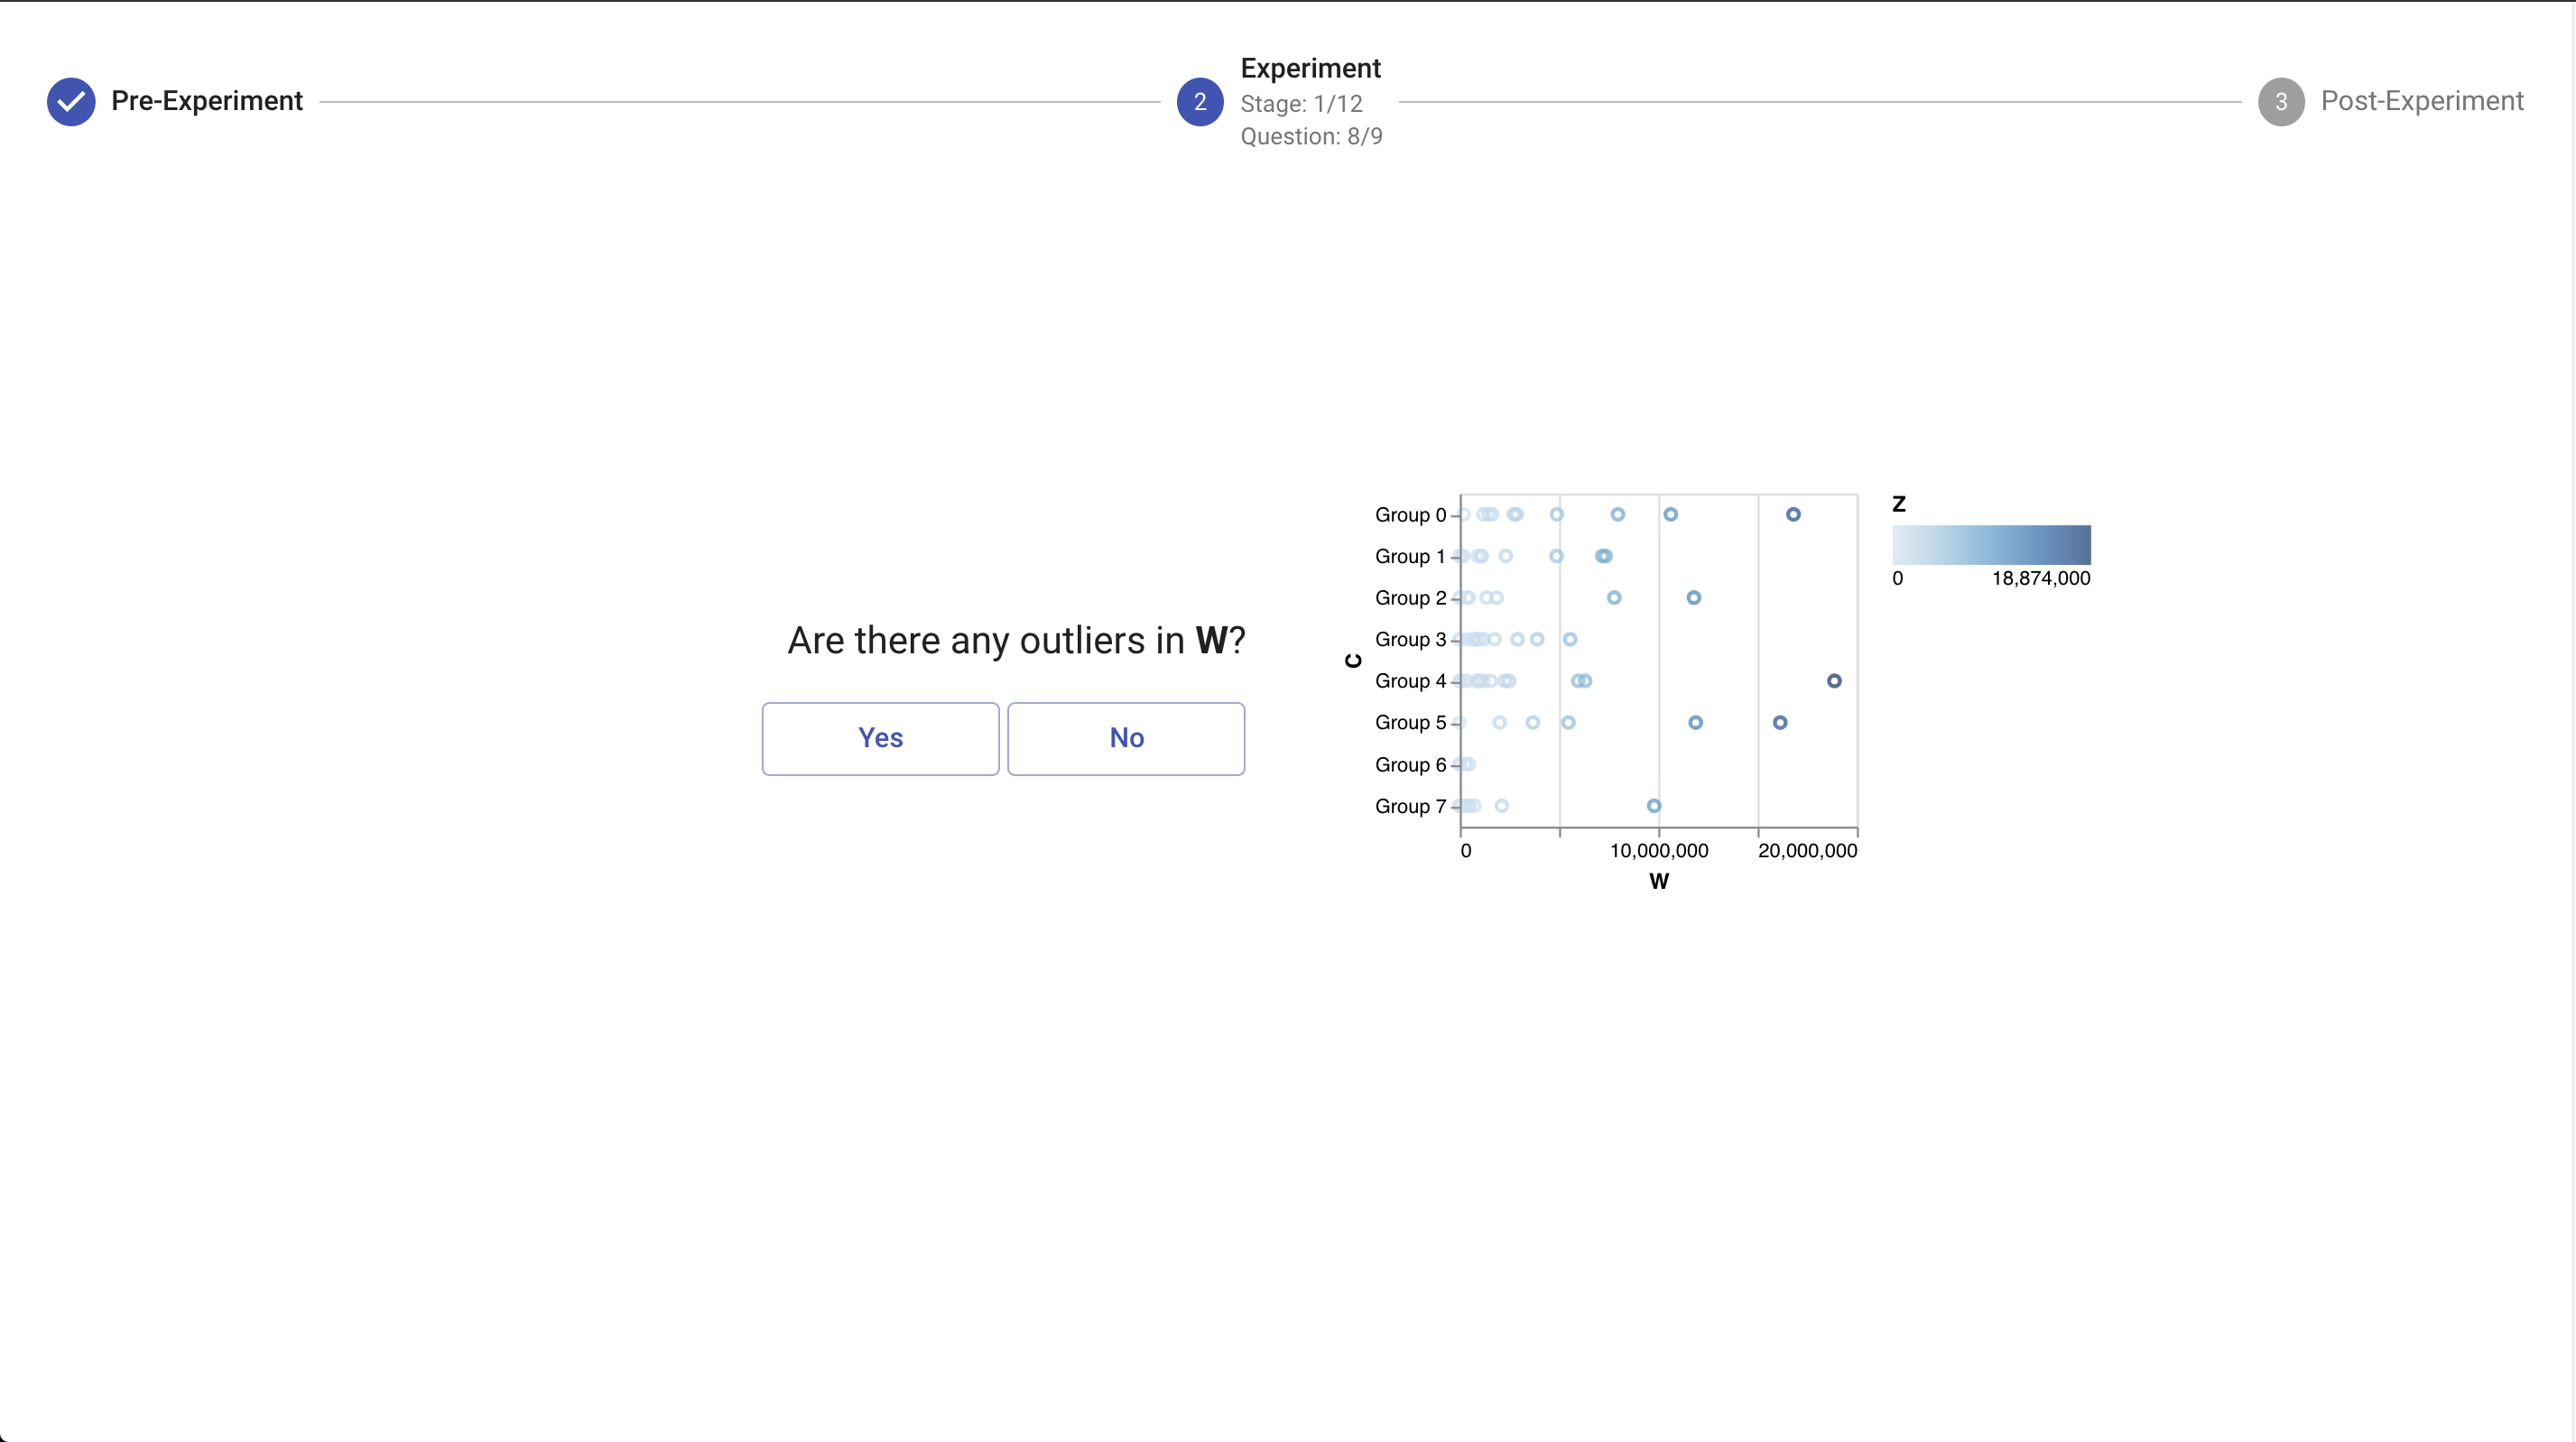 Pre-Experiment
2
Experiment
Stage: 1/12
Question: 8/9
3
Post-Experiment
Are there any outliers in W?
Yes
No
C
Group 0
Group 1
Group 2
Group 3
Group 4
Group 5
Group 6
Group 7
0
10,000,000
20,000,000
W
Z
0
18,874,000